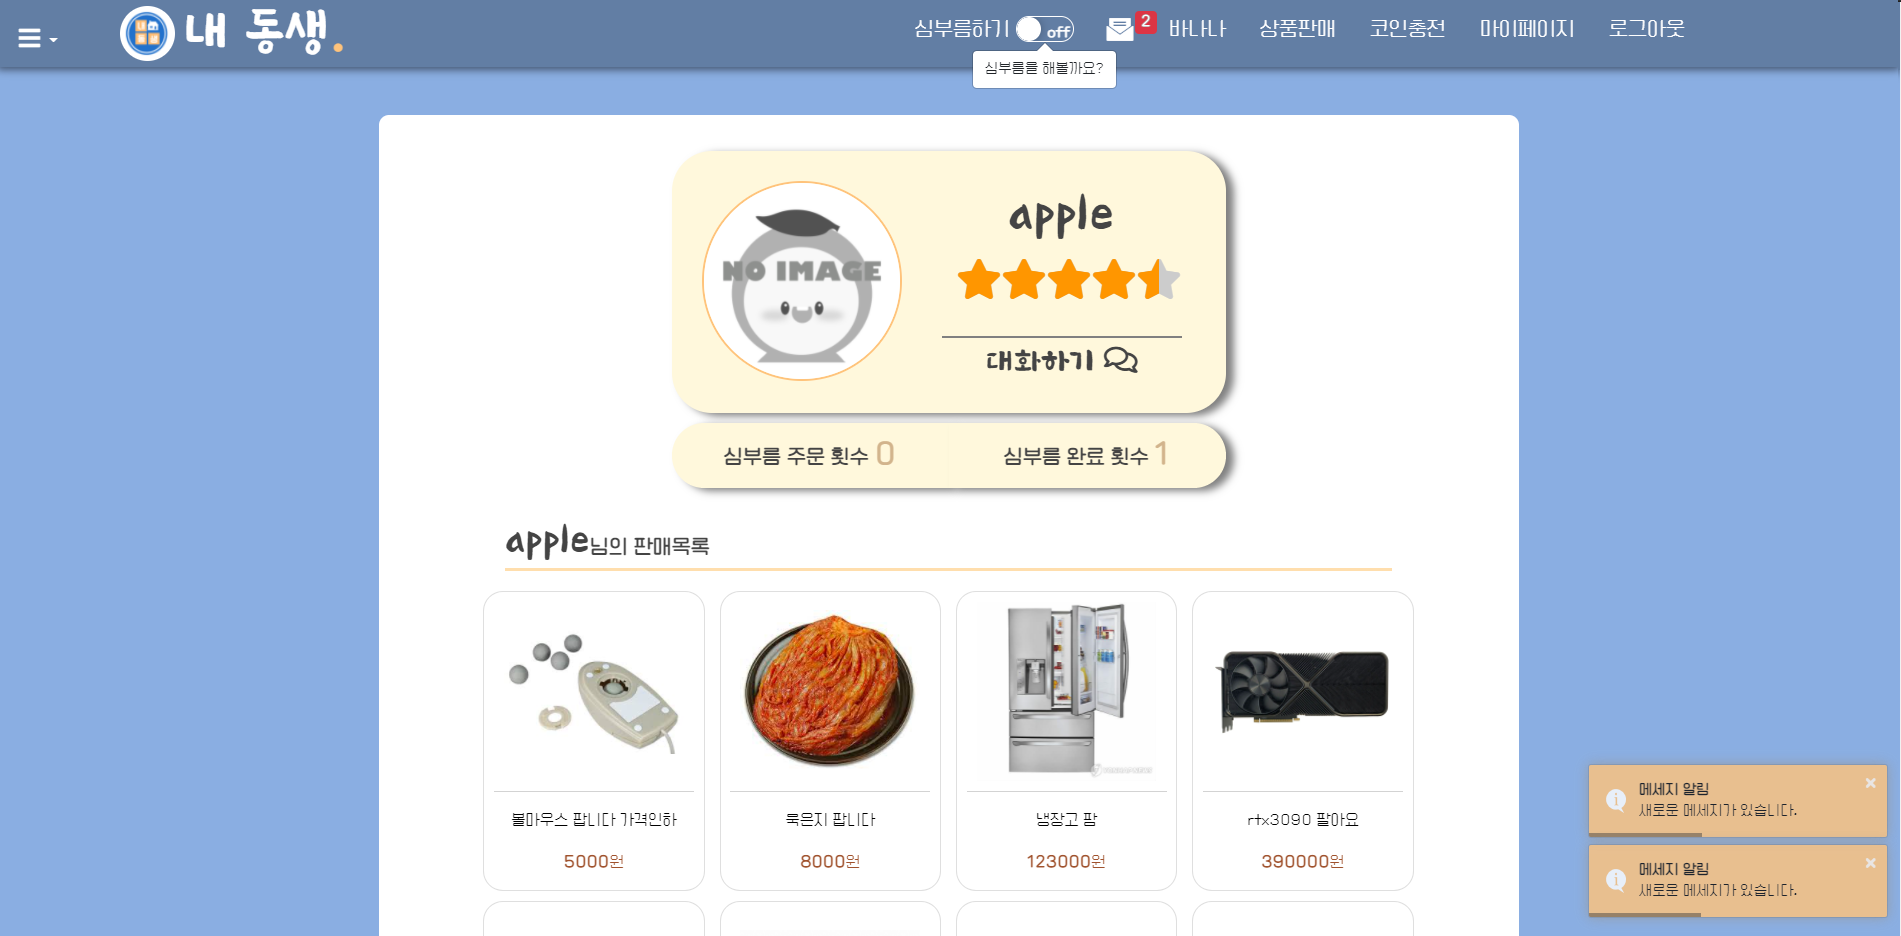 내 동생.
심부름하기 off 2 바나나 상품판매 코인충전 마이페이지 로그아웃
심부름을 해볼까요?
NO IMAGE
apple
대화하기
심부름 주문 횟수 0 심부름 완료 횟수 1
apple님의 판매목록
볼마우스 팝니다 가격인하 묵은지 팝니다 냉장고 팜 rtx3090 팔아요
5000원 8000원 123000원 390000원
메세지 알림
새로운 메세지가 있습니다.
메세지 알림
새로운 메세지가 있습니다.